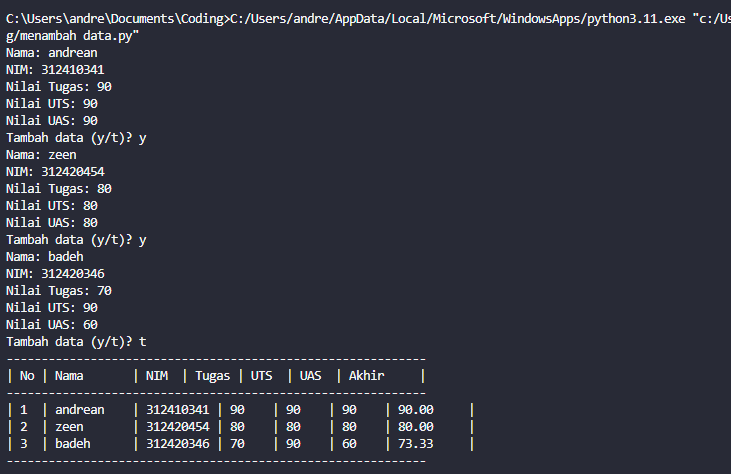 C:\Users\andre\Documents\Coding>C:/Users/andre/AppData/Local/Microsoft/WindowsApps/python3.11.exe "c:/Us
g/menambah data.py"
Nama: andrean
NIM: 312410341
Nilai Tugas: 90
Nilai UTS: 90
Nilai UAS: 90
Tambah data (y/t)? y
Nama: zeen
NIM: 312420454
Nilai Tugas: 80
Nilai UTS: 80
Nilai UAS: 80
Tambah data (y/t)? y
Nama: badeh
NIM: 312420346
Nilai Tugas: 70
Nilai UTS: 90
Nilai UAS: 60
Tambah data (y/t)? t
------------------------------------------------------------
| No | Nama       | NIM  | Tugas | UTS  | UAS  | Akhir     |
------------------------------------------------------------
| 1  | andrean    | 312410341 | 90    | 90    | 90    | 90.00     |
| 2  | zeen       | 312420454 | 80    | 80    | 80    | 80.00     |
| 3  | badeh      | 312420346 | 70    | 90    | 60    | 73.33     |
------------------------------------------------------------